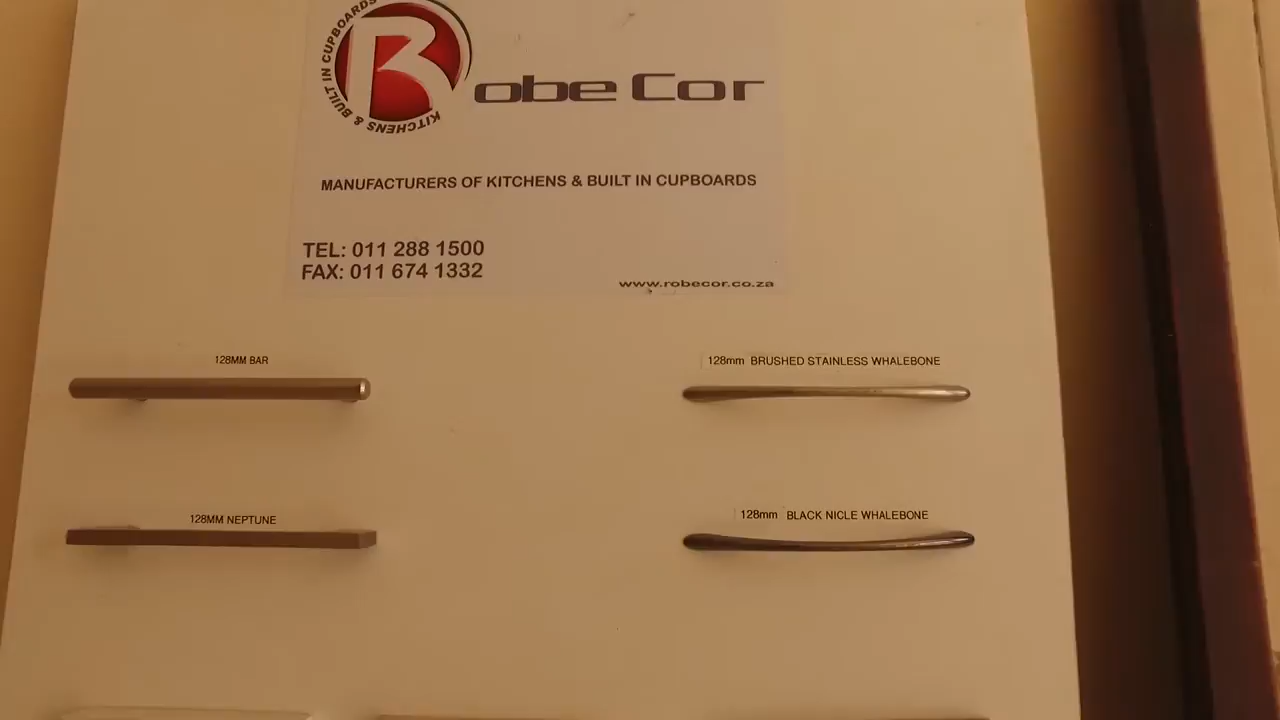 KITCHENS & BUILT IN CUPBOARDS
Robe Cor
MANUFACTURERS OF KITCHENS & BUILT IN CUPBOARDS
TEL: 011 288 1500
FAX: 011 674 1332
www.robecor.co.za
128MM BAR
128mm BRUSHED STAINLESS WHALEBONE
128MM NEPTUNE
128mm BLACK NICLE WHALEBONE